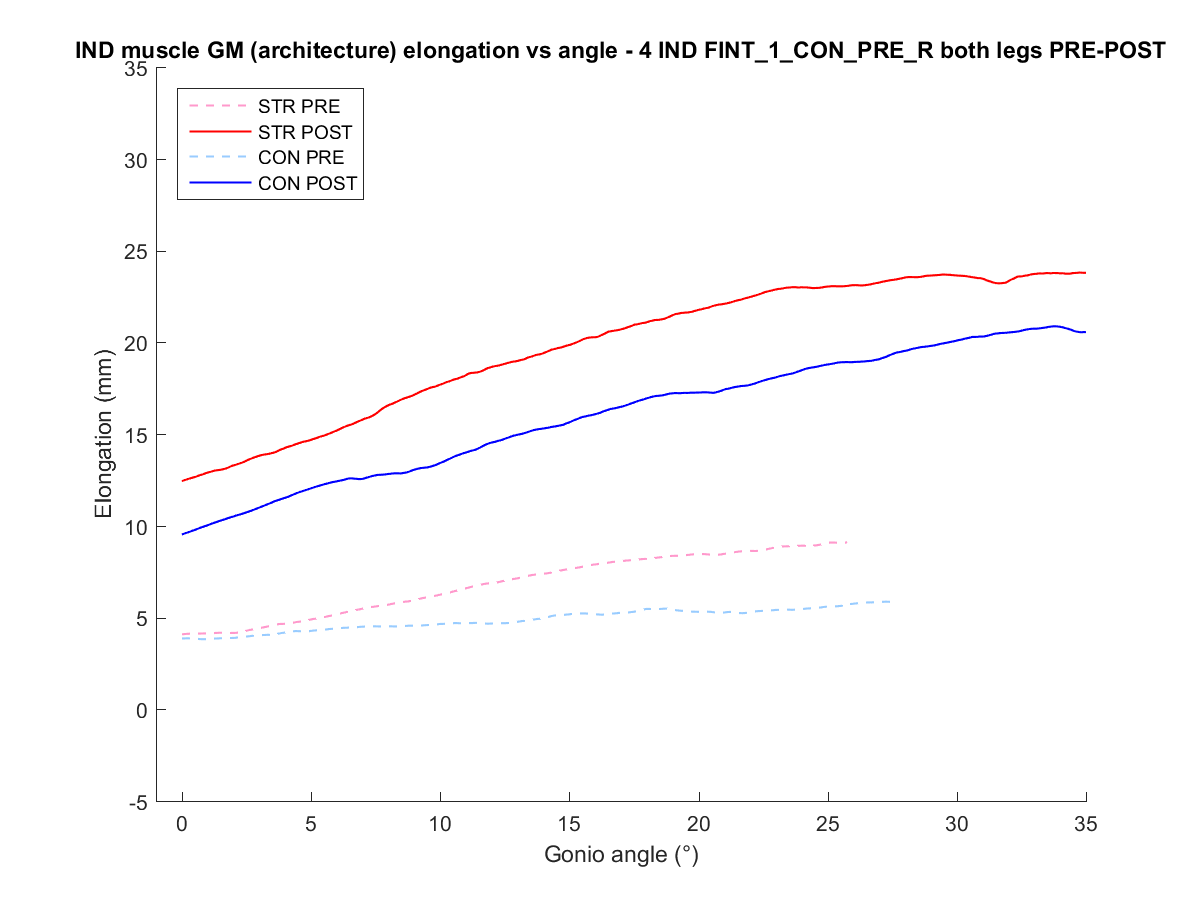 IND muscle GM (architecture) elongation vs angle - 4 IND FINT_1_CON_PRE_R both legs PRE-POST
35
30
25
20
15
10
5
0
-5
Elongation (mm)
STR PRE
STR POST
CON PRE
CON POST
0 5 10 15 20 25 30 35
Gonio angle (°)